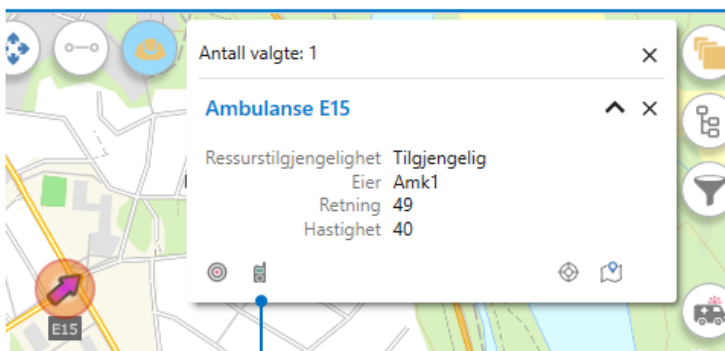 Antall valgte: 1
Ambulanse E15
Ressurstilgjengelighet Tilgjengelig
Eier Amk1
Retning 49
Hastighet 40
E15